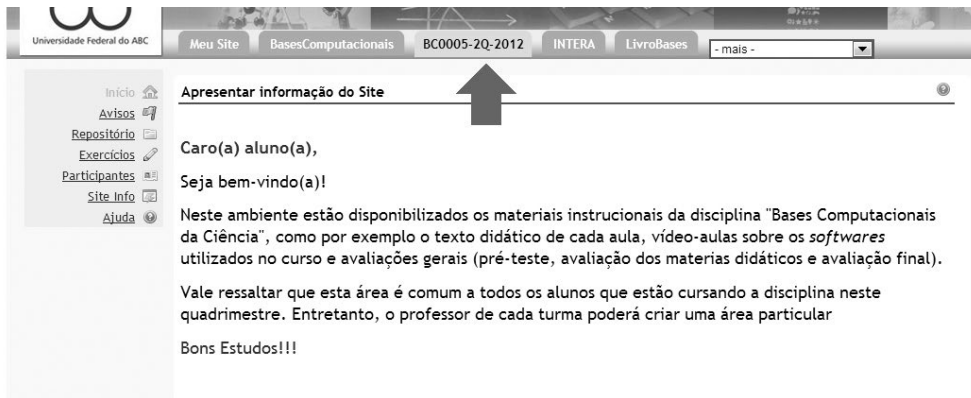 Universidade Federal do ABC
Meu Site BasesComputacionais BC0005-2Q-2012 INTERA LivroBases - mais -
Início
Avisos
Repositório
Exercícios
Participantes
Site Info
Ajuda
Apresentar informação do Site
Caro(a) aluno(a),
Seja bem-vindo(a)!
Neste ambiente estão disponibilizados os materiais instrucionais da disciplina "Bases Computacionais
da Ciência", como por exemplo o texto didático de cada aula, vídeo-aulas sobre os softwares
utilizados no curso e avaliações gerais (pré-teste, avaliação dos materias didáticos e avaliação final).
Vale ressaltar que esta área é comum a todos os alunos que estão cursando a disciplina neste
quadrimestre. Entretanto, o professor de cada turma poderá criar uma área particular
Bons Estudos!!!